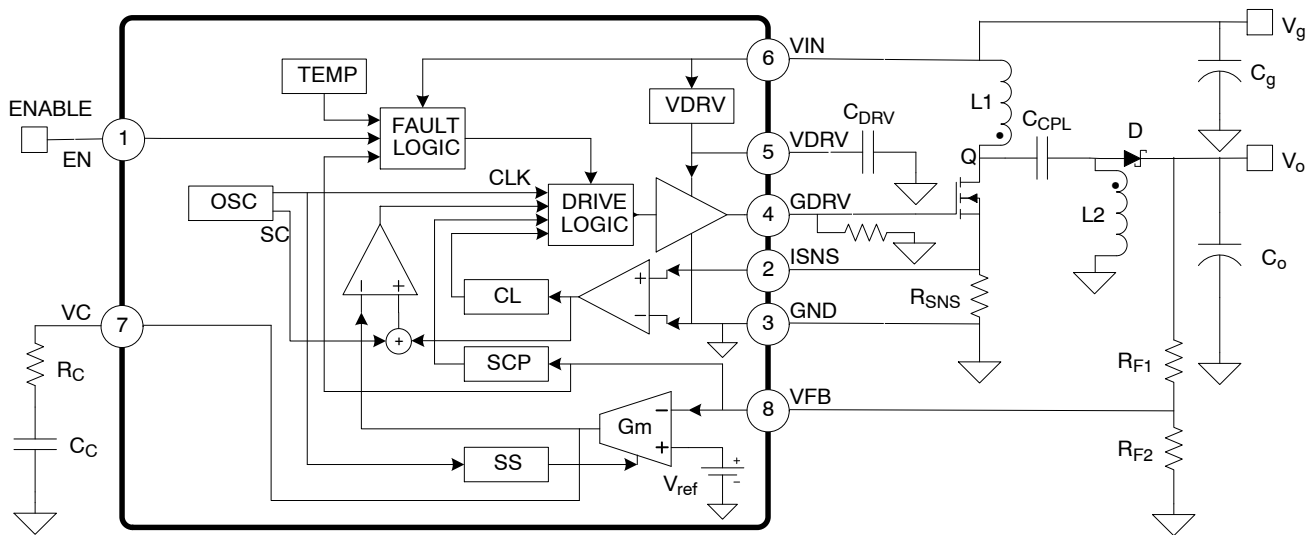 VIN
6
Vg
TEMP
Cg
ENABLE
VDRV
L1
CDRV
CCPL
1
EN
FAULT
LOGIC
VDRV
5
Q
D
Vo
CLK
OSC
SC
DRIVE
LOGIC
GDRV
4
L2
ISNS
2
+
–
CL
RSNS
Co
– +
VC
7
GND
3
+
SCP
RC
RF1
VFB
8
–
Gm
+
CC
SS
+
–
Vref
RF2